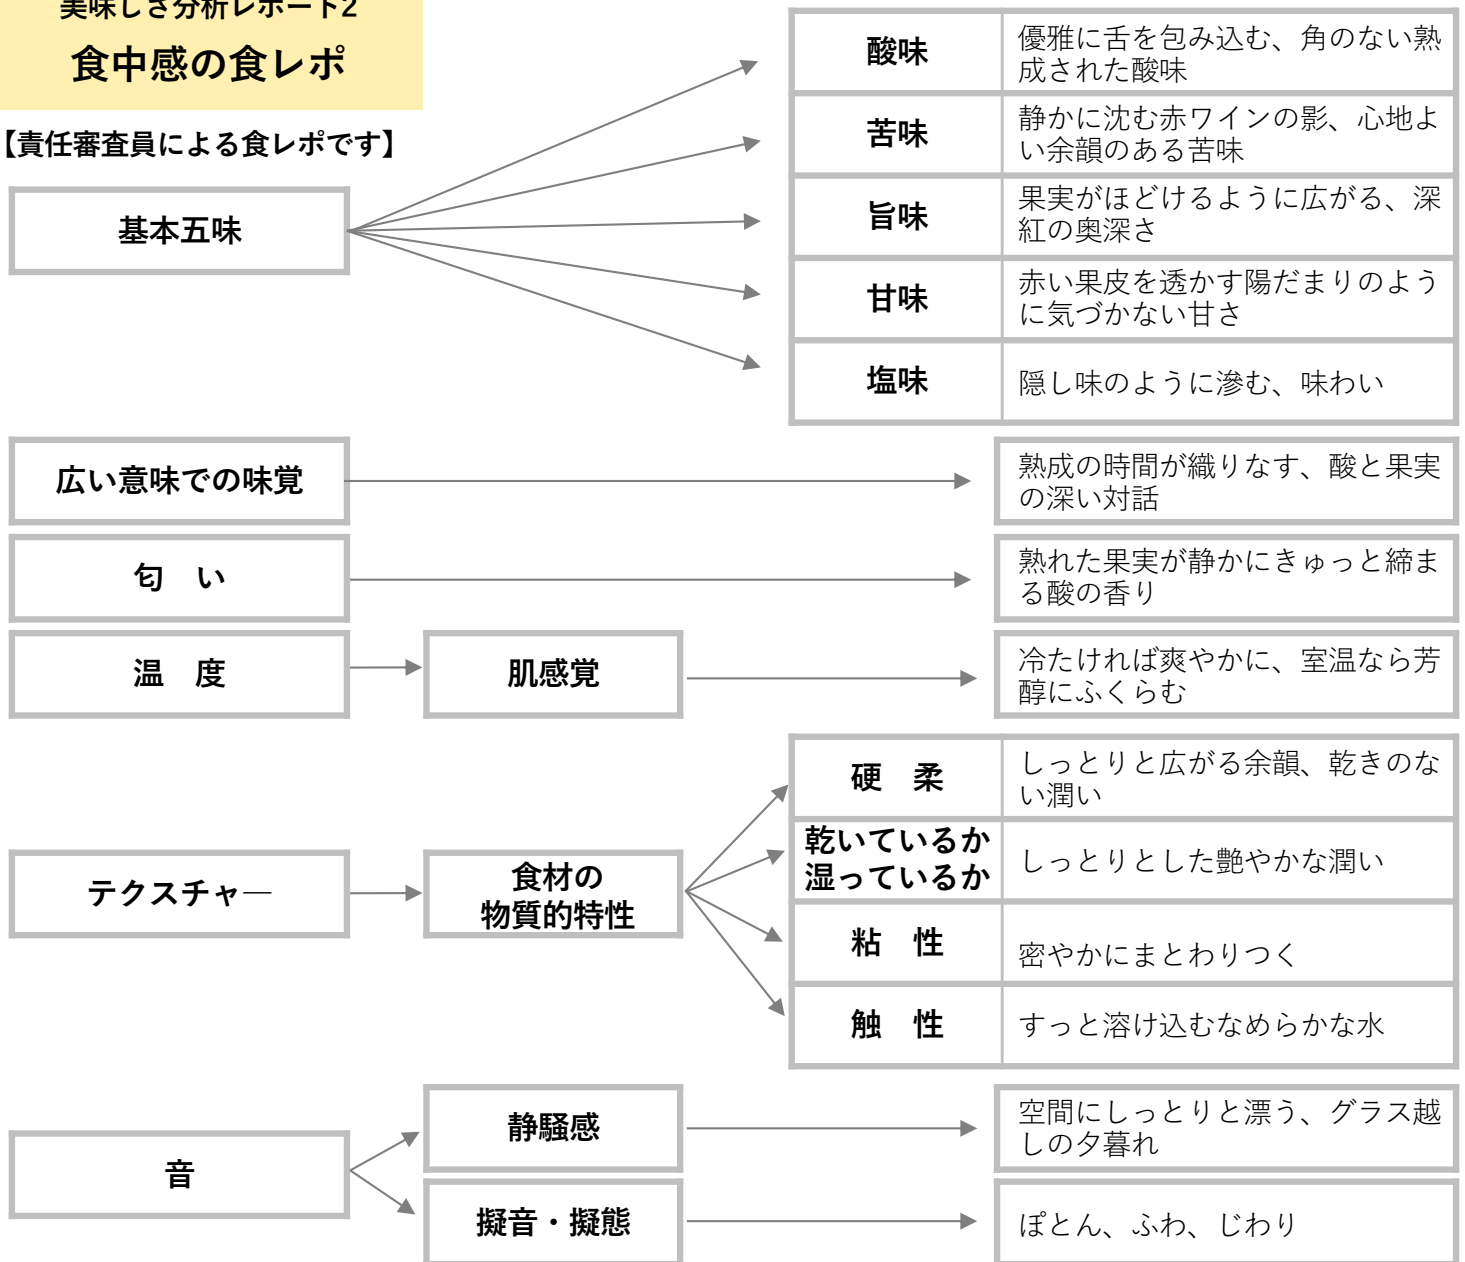 美味しさ分析レポート2
食中感の食レポ
【責任審査員による食レポです】
基本五味
酸味
優雅に舌を包み込む、角のない熟
成された酸味
苦味
静かに沈む赤ワインの影、心地よ
い余韻のある苦味
旨味
果実がほどけるように広がる、深
紅の奥深さ
甘味
赤い果皮を透かす陽だまりのよう
に気づかない甘さ
塩味
隠し味のように滲む、味わい
広い意味での味覚
熟成の時間が織りなす、酸と果実
の深い対話
匂　い
熟れた果実が静かにきゅっと締ま
る酸の香り
温　度
肌感覚
冷たければ爽やかに、室温なら芳
醇にふくらむ
テクスチャ―
食材の
物質的特性
硬　柔
しっとりと広がる余韻、乾きのな
い潤い
乾いているか
湿っているか
しっとりとした艶やかな潤い
粘　性
密やかにまとわりつく
触　性
すっと溶け込むなめらかな水
音
静騒感
空間にしっとりと漂う、グラス越
しの夕暮れ
擬音・擬態
ぽとん、ふわ、じわり